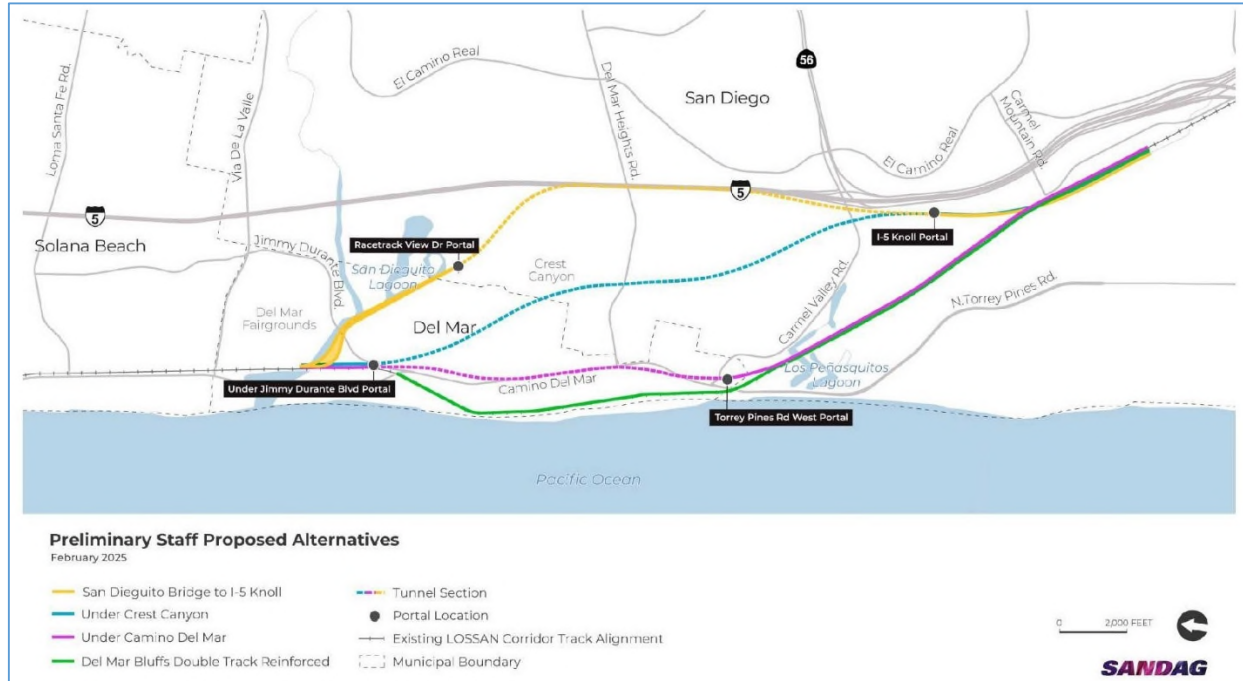 El Camino Real
56
Loma Santa Fe Rd.
Via De La Valle
Del Mar Heights Rd.
San Diego
Carmel
Mountain Rd.
El Camino Real
5
5
Solana Beach
Jimmy Durante Blvd.
Racetrack View Dr Portal
I-5 Knoll Portal
San Dieguito
Lagoon
Crest
Canyon
Carmel Valley Rd.
N.Torrey Pines Rd.
Del Mar
Fairgrounds
Del Mar
Los Peñasquitos
Lagoon
Under Jimmy Durante Blvd Portal
Camino Del Mar
Torrey Pines Rd West Portal
Pacific Ocean
Preliminary Staff Proposed Alternatives
February 2025
San Dieguito Bridge to I-5 Knoll
Under Crest Canyon
Under Camino Del Mar
Del Mar Bluffs Double Track Reinforced
Tunnel Section
Portal Location
Existing LOSSAN Corridor Track Alignment
Municipal Boundary
0 2,000 FEET
SANDAG